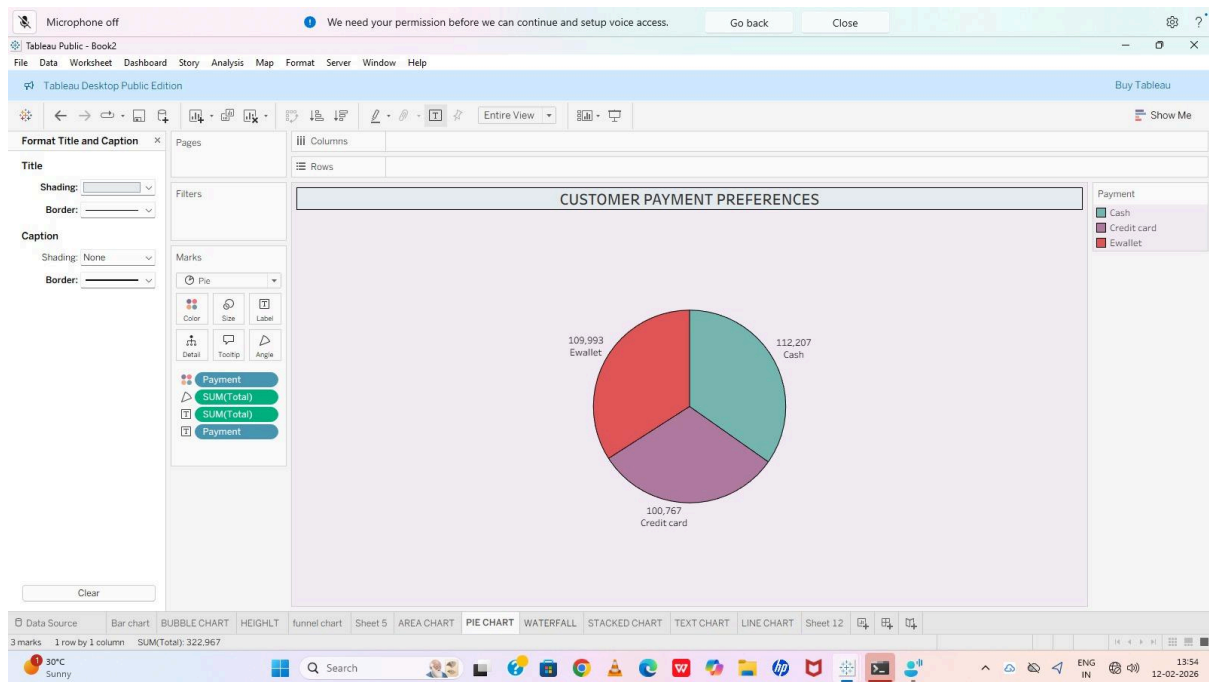 Microphone off
We need your permission before we can continue and setup voice access.
Go back
Close
Tableau Public - Book2
File Data Worksheet Dashboard Story Analysis Map Format Server Window Help
Tableau Desktop Public Edition
Buy Tableau
Entire View
Show Me
Format Title and Caption
Title
Shading:
Border:
Caption
Shading: None
Border:
Clear
Pages
Filters
Marks
Pie
Color Size Label
Detail Tooltip Angle
Payment
SUM(Total)
SUM(Total)
Payment
Columns
Rows
CUSTOMER PAYMENT PREFERENCES
109,993
Ewallet
112,207
Cash
100,767
Credit card
Payment
Cash
Credit card
Ewallet
Data Source Bar chart BUBBLE CHART HEIGHLT funnel chart Sheet 5 AREA CHART PIE CHART WATERFALL STACKED CHART TEXT CHART LINE CHART Sheet 12
3 marks 1 row by 1 column SUM(Total): 322,967
1
30°C
Sunny
Search
ENG
IN
13:54
12-02-2026